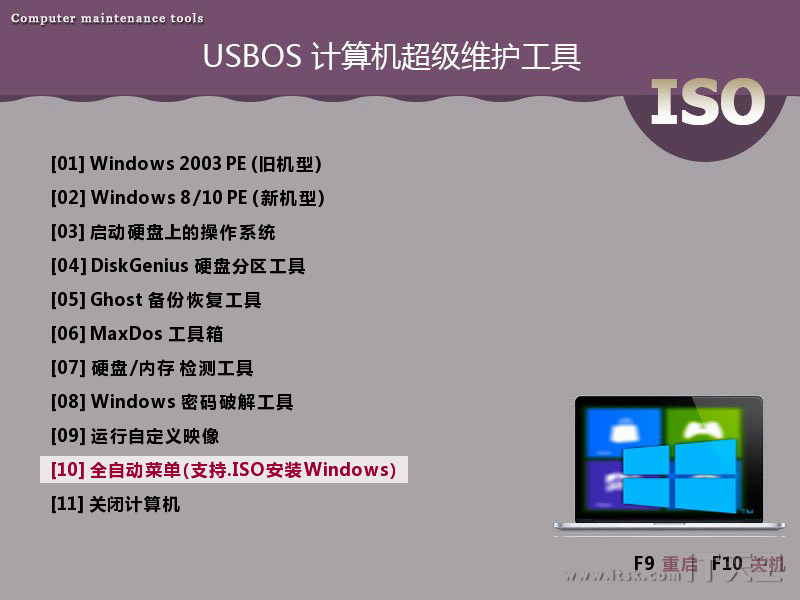 Computer maintenance tools
USBOS 计算机超级维护工具
ISO
[01] Windows 2003 PE (旧机型)
[02] Windows 8/10 PE (新机型)
[03] 启动硬盘上的操作系统
[04] DiskGenius 硬盘分区工具
[05] Ghost 备份恢复工具
[06] MaxDos 工具箱
[07] 硬盘/内存 检测工具
[08] Windows 密码破解工具
[09] 运行自定义映像
[10] 全自动菜单(支持.ISO安装Windows)
[11] 关闭计算机
F9 重启 F10 关机
www.itsk.com IT天空